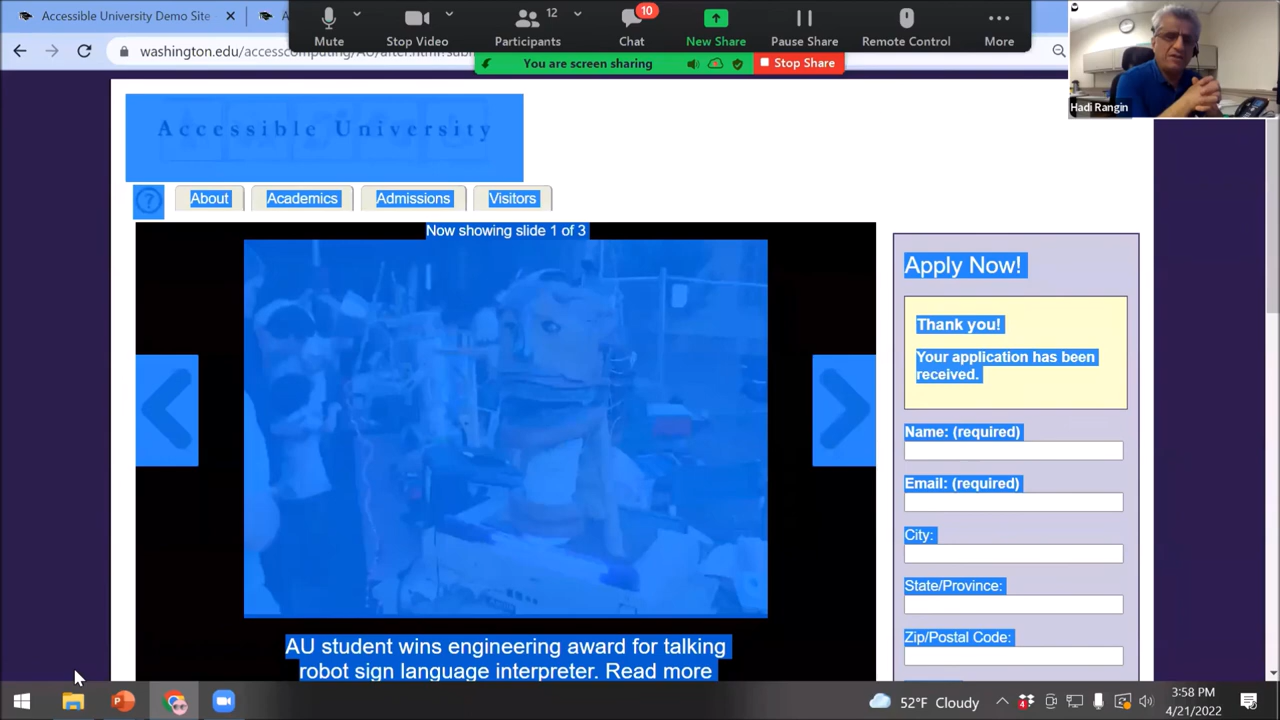 Accessible University Demo Site
A
12
10
Mute
Stop Video
Participants
Chat
New Share
Pause Share
Remote Control
More
washington.edu/accesscomputing/AU/after.html?subm
You are screen sharing
Stop Share
Hadi Rangin
Accessible University
?
About
Academics
Admissions
Visitors
Now showing slide 1 of 3
AU student wins engineering award for talking
robot sign language interpreter. Read more
Apply Now!
Thank you!
Your application has been
received.
Name: (required)
Email: (required)
City:
State/Province:
Zip/Postal Code:
4
52°F Cloudy
3:58 PM
4/21/2022